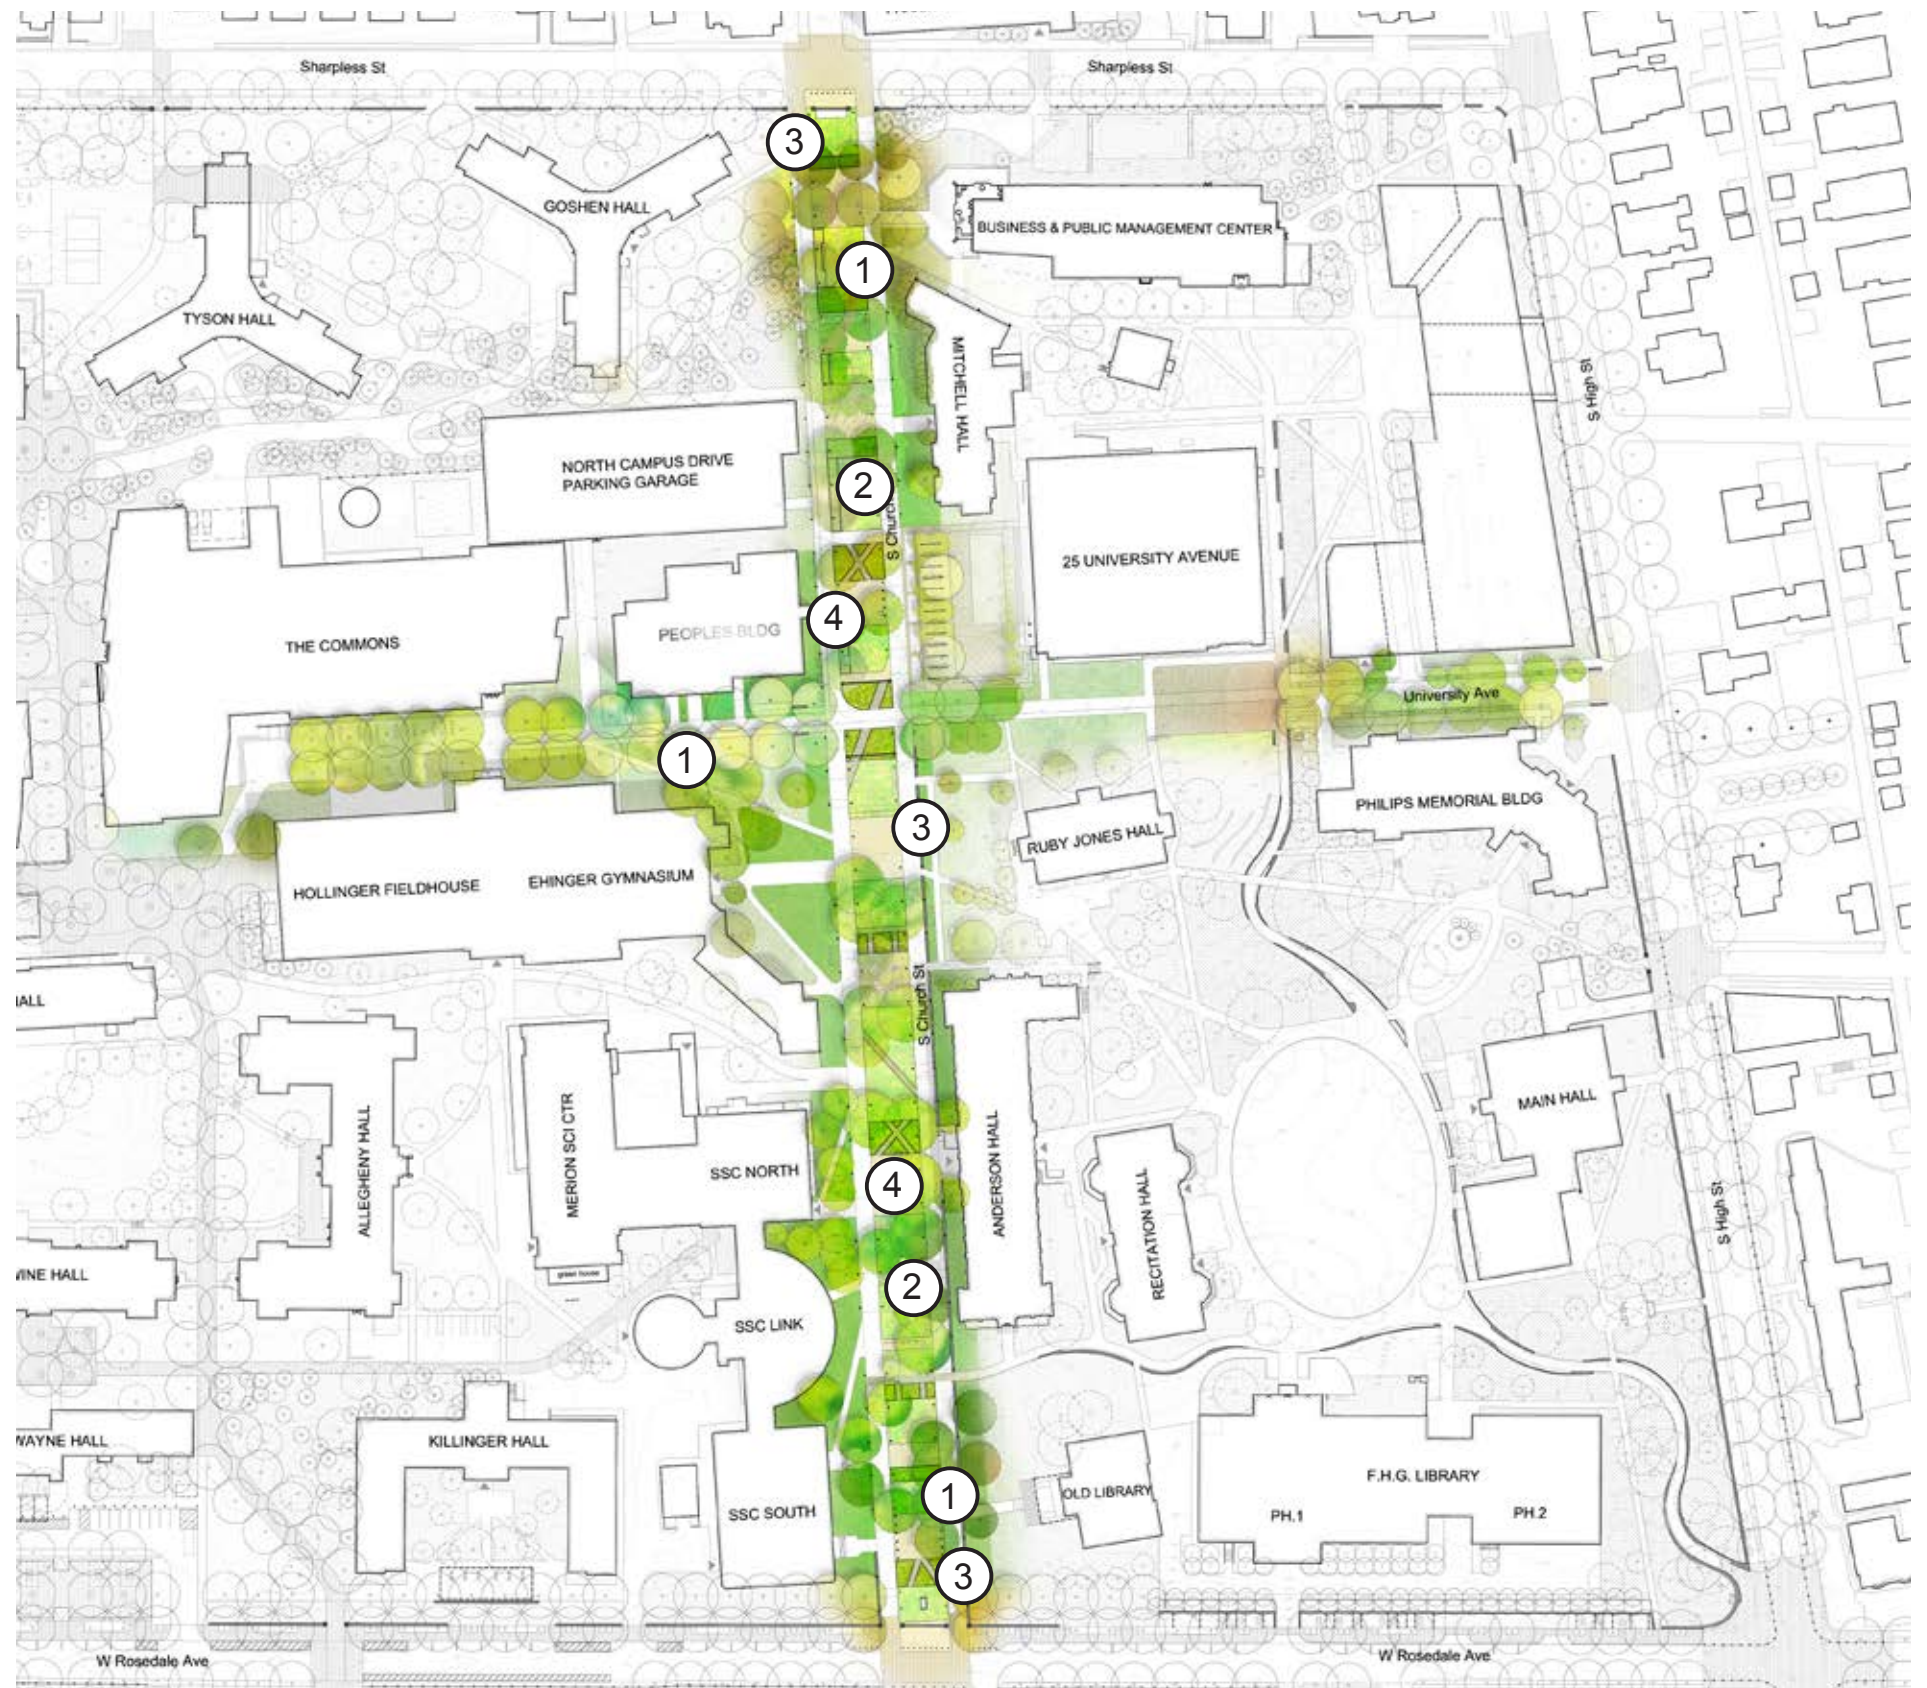 Sharpless St
Sharpless St
3
GOSHEN HALL
BUSINESS & PUBLIC MANAGEMENT CENTER
1
TYSON HALL
MITCHELL HALL
S High St
NORTH CAMPUS DRIVE
PARKING GARAGE
2
S Church
25 UNIVERSITY AVENUE
4
PEOPLES BLDG
THE COMMONS
University Ave
1
PHILIPS MEMORIAL BLDG
3
RUBY JONES HALL
HOLLINGER FIELDHOUSE
EHINGER GYMNASIUM
S Church St
MAIN HALL
ALLEGHENY HALL
MERION SCI CTR
SSC NORTH
4
ANDERSON HALL
RECITATION HALL
S High St
green house
2
SSC LINK
WAYNE HALL
KILLINGER HALL
F.H.G. LIBRARY
1
OLD LIBRARY
SSC SOUTH
PH.1
PH.2
3
W Rosedale Ave
W Rosedale Ave